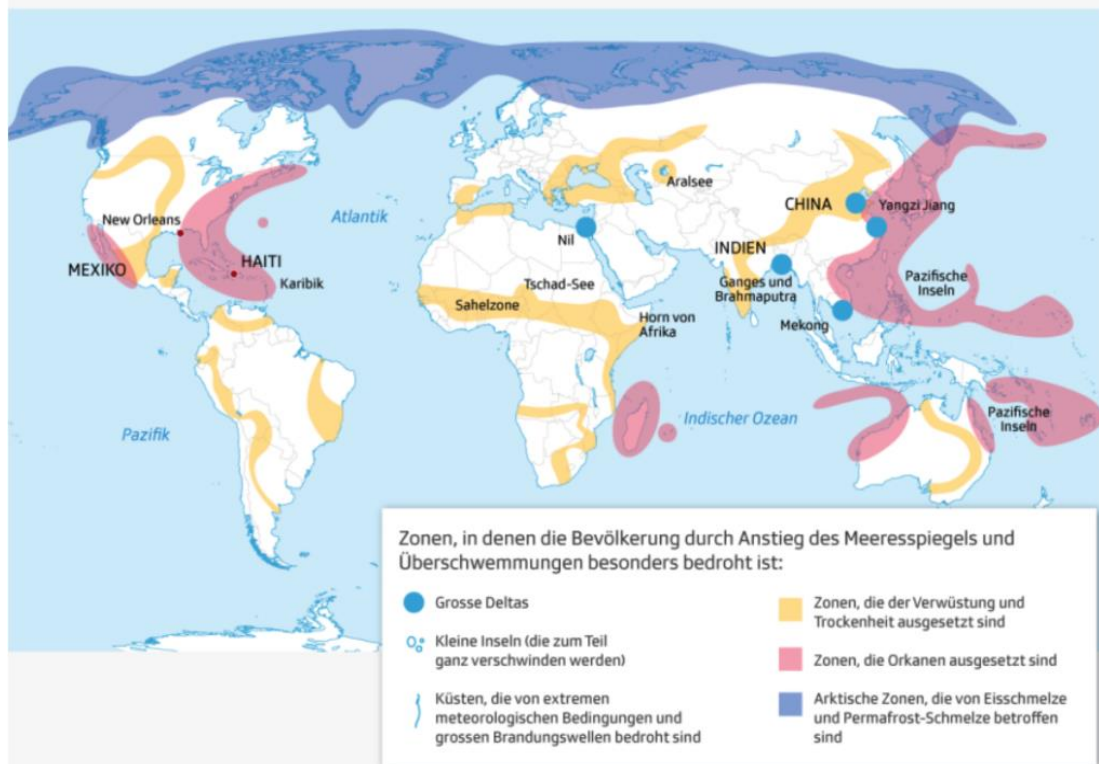 Aralsee
CHINA
Yangzi Jiang
New Orleans
Atlantik
Nil
INDIEN
MEXIKO
HAITI
Karibik
Tschad-See
Sahelzone
Horn von
Afrika
Ganges und
Brahmaputra
Mekong
Pazifische
Inseln
Pazifik
Indischer Ozean
Pazifische
Inseln
Zonen, in denen die Bevölkerung durch Anstieg des Meeresspiegels und
Überschwemmungen besonders bedroht ist:
Grosse Deltas
Kleine Inseln (die zum Teil
ganz verschwinden werden)
Küsten, die von extremen
meteorologischen Bedingungen und
grossen Brandungswellen bedroht sind
Zonen, die der Verwüstung und
Trockenheit ausgesetzt sind
Zonen, die Orkanen ausgesetzt sind
Arktische Zonen, die von Eisschmelze
und Permafrost-Schmelze betroffen
sind